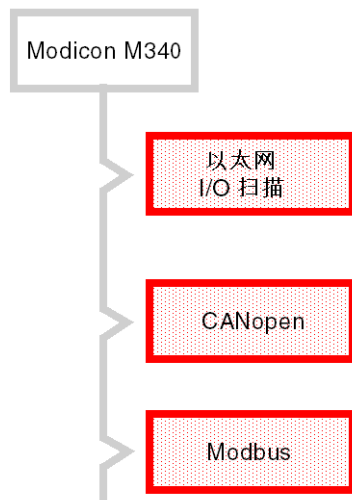 Modicon M340
以太网
I/O 扫描
CANopen
Modbus